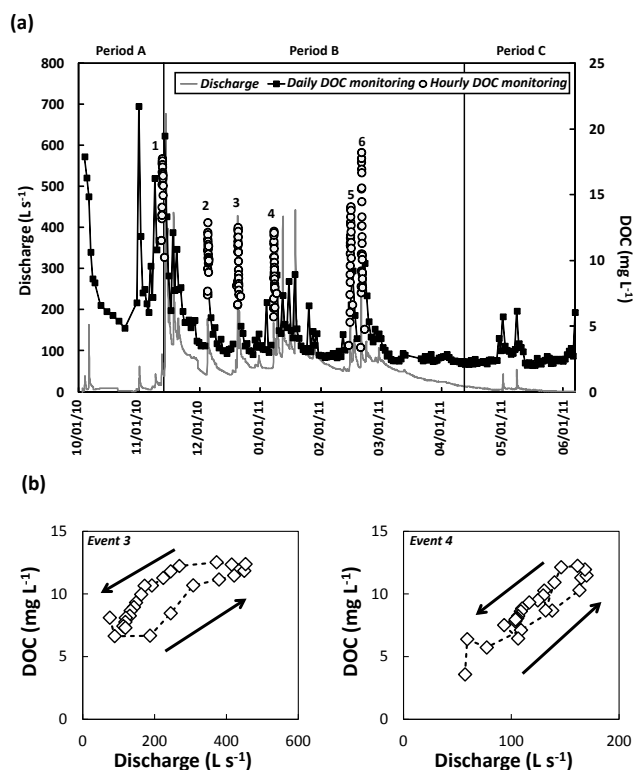 (a)
Period A Period B Period C
Discharge Daily DOC monitoring Hourly DOC monitoring
800
700
600
500
400
300
200
100
0
Discharge (L s⁻¹)
25
20
15
10
5
0
DOC (mg L⁻¹)
1
2
3
4
5
6
10/01/10
11/01/10
12/01/10
01/01/11
02/01/11
03/01/11
05/01/11
06/01/11
(b)
Event 3
15
10
5
0
DOC (mg L⁻¹)
0 200 400 600
Discharge (L s⁻¹)
Event 4
15
10
5
0
DOC (mg L⁻¹)
0 100 200
Discharge (L s⁻¹)